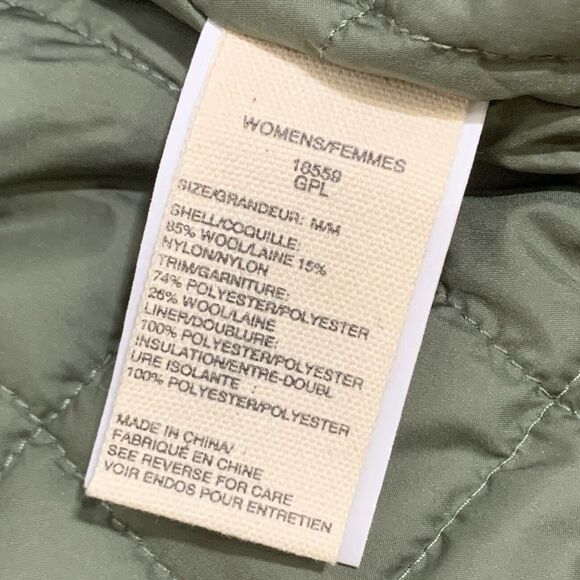 WOMENS/FEMMES
18559
GPL
SIZE/GRANDEUR: M/M
SHELL/COQUILLE:
85% WOOL/LAINE 15%
NYLON/NYLON
TRIM/GARNITURE:
74% POLYESTER/POLYESTER
26% WOOL/LAINE
LINER/DOUBLURE:
100% POLYESTER/POLYESTER
INSULATION/ENTRE-DOUBL
URE ISOLANTE :
100% POLYESTER/POLYESTER
MADE IN CHINA/
FABRIQUÉ EN CHINE
SEE REVERSE FOR CARE
VOIR ENDOS POUR ENTRETIEN